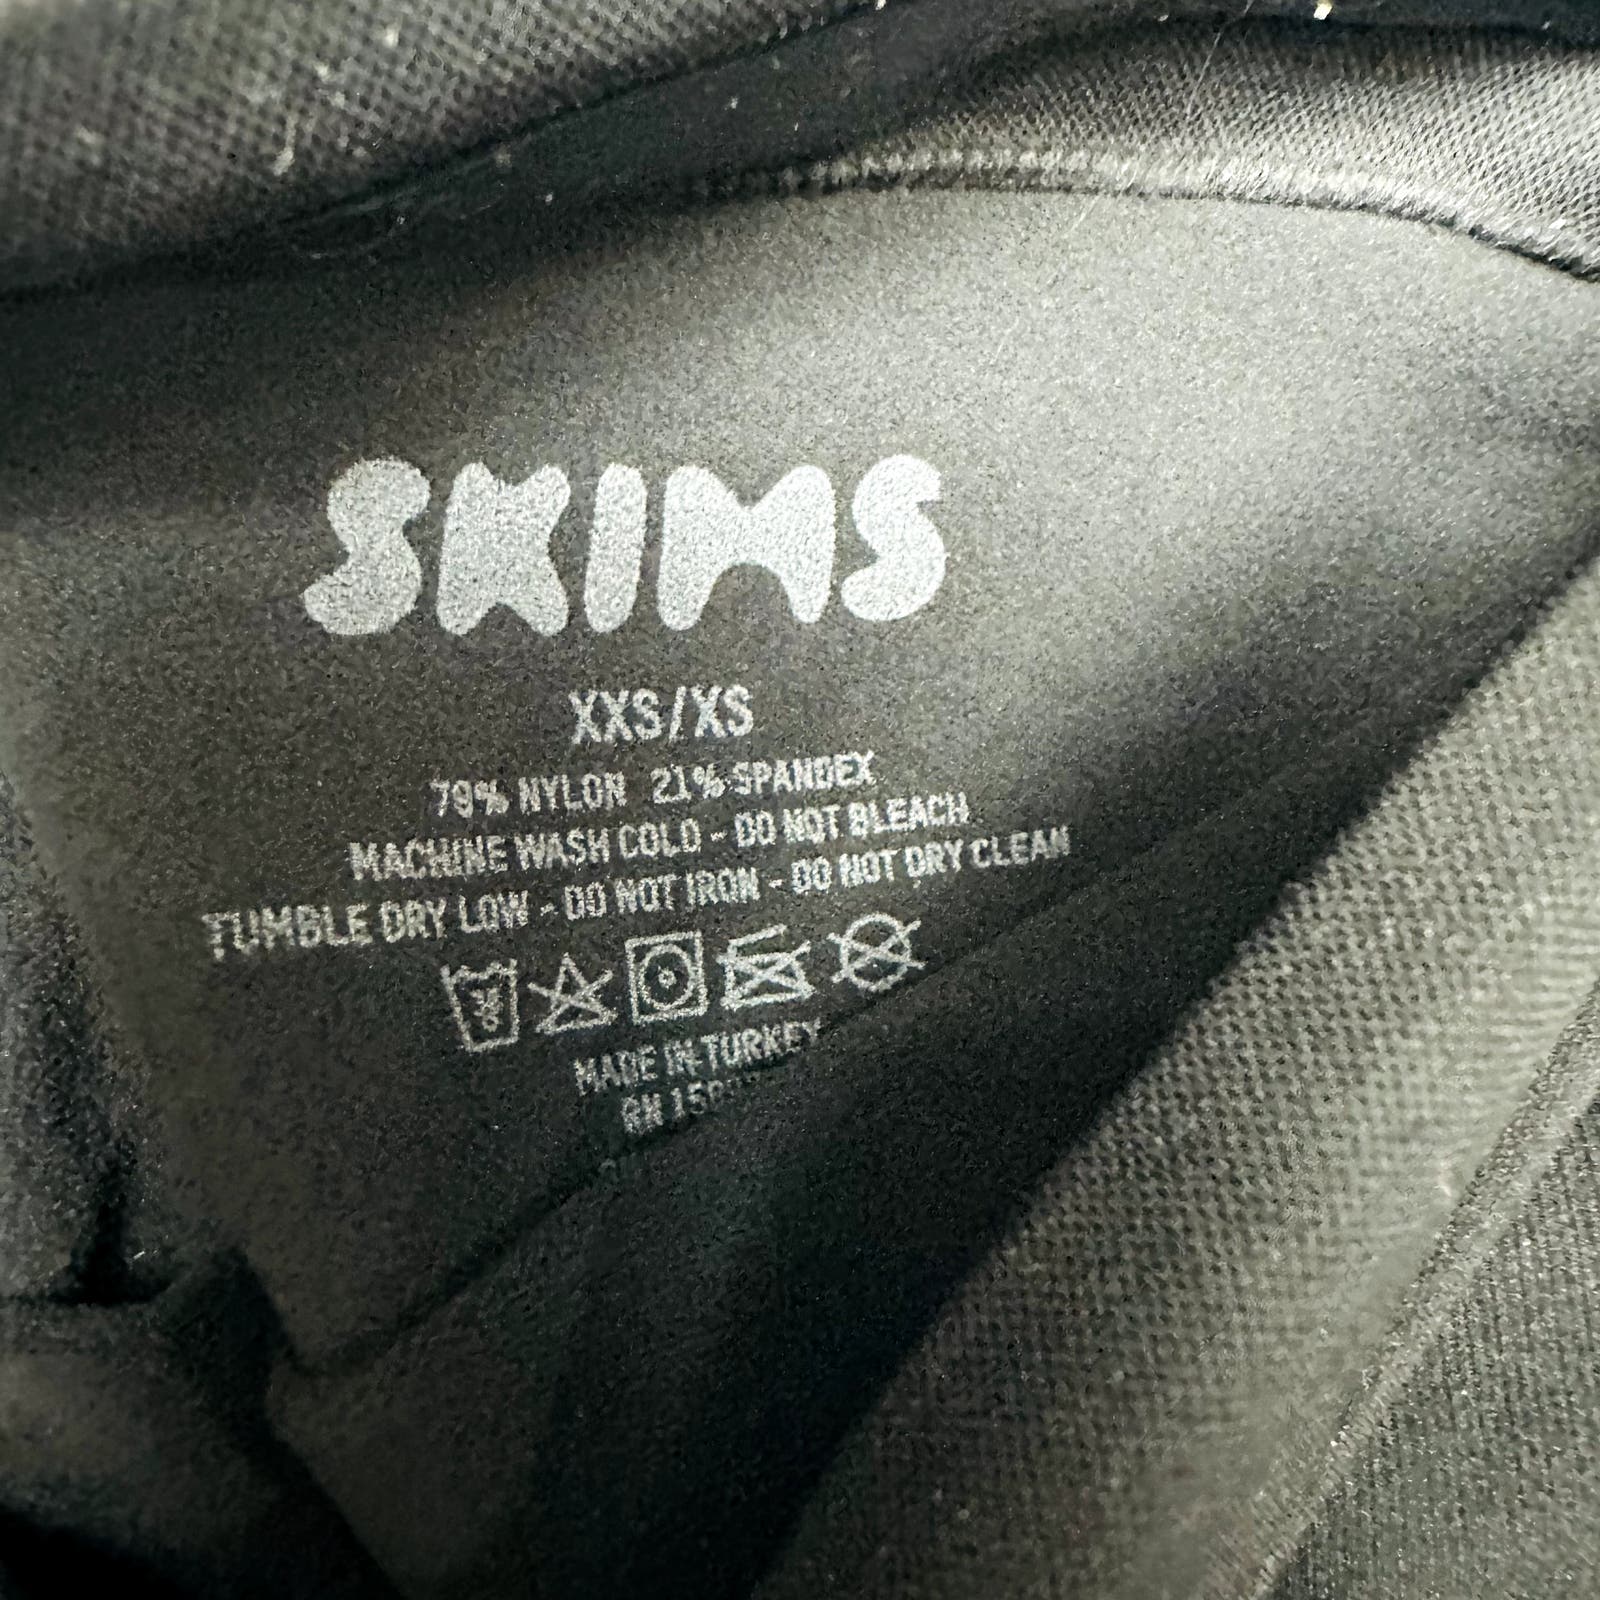 SKIMS
XXS/XS
79% NYLON 21% SPANDEX
MACHINE WASH COLD - DO NOT BLEACH
TUMBLE DRY LOW - DO NOT IRON - DO NOT DRY CLEAN
MADE IN TURKEY
RN